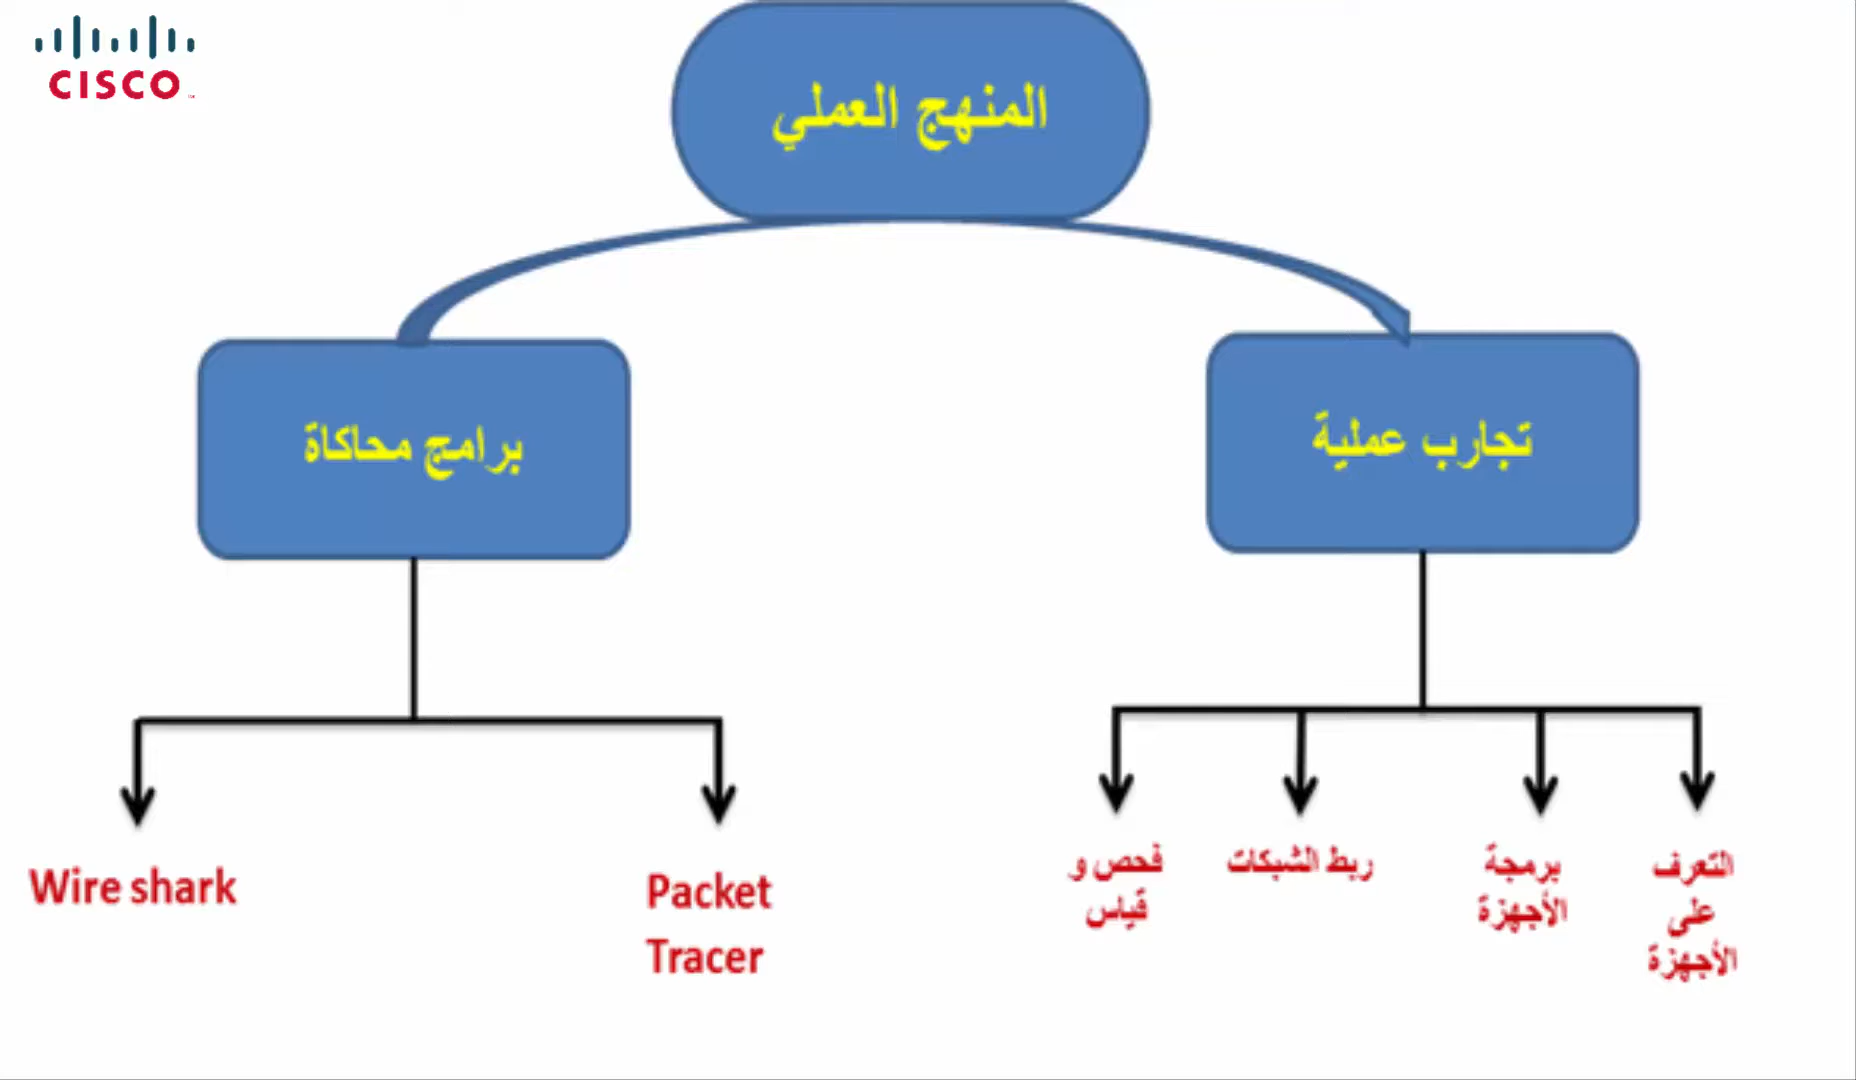 CISCO
المنهج العملي
تجارب عملية
برامج محاكاة
التعرف
على
الأجهزة
برمجة
الأجهزة
ربط الشبكات
فحص و
قياس
Packet
Tracer
Wire shark